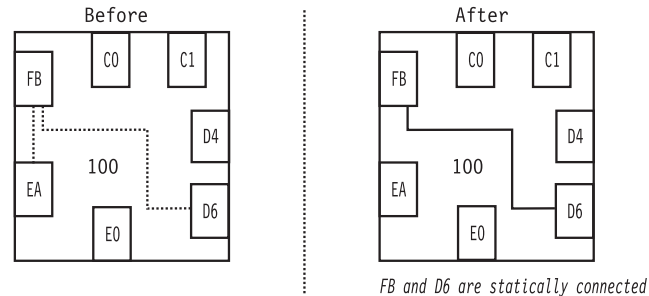 Before
C0
C1
FB
D4
100
EA
D6
E0
After
C0
C1
FB
D4
100
EA
D6
E0
FB and D6 are statically connected